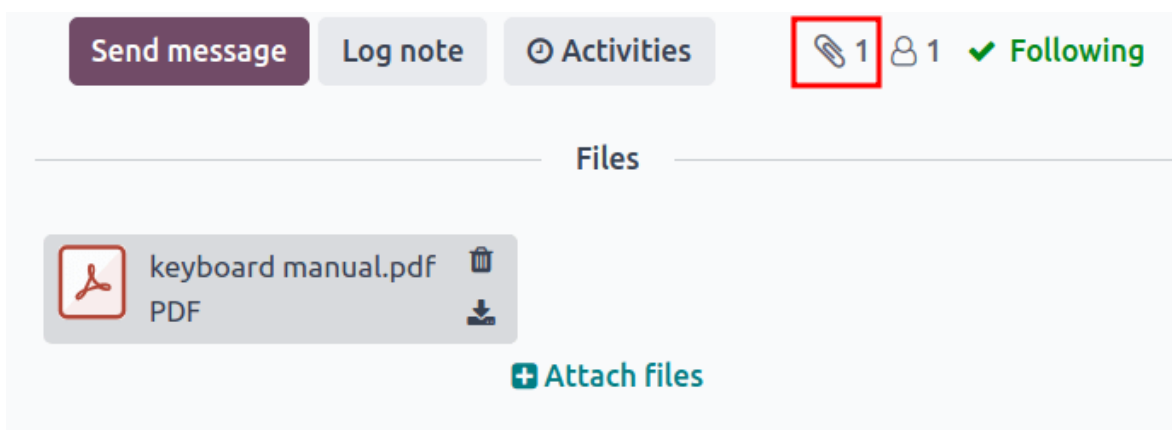 Send message Log note Activities 1 1 Following
Files
keyboard manual.pdf
PDF
Attach files